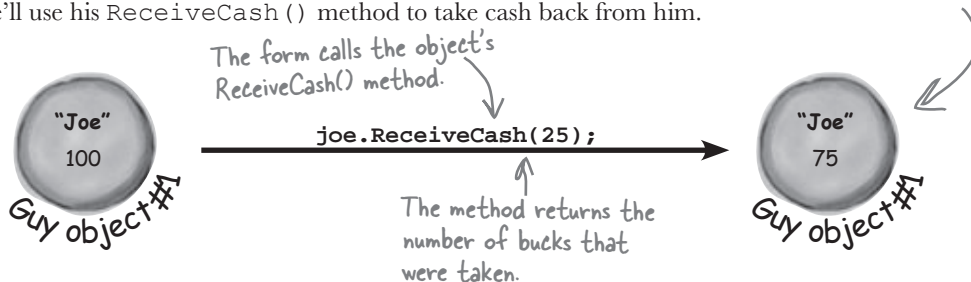 e'll use his ReceiveCash() method to take cash back from him.
The form calls the object's
ReceiveCash() method.
"Joe"
100
Guy object #1
joe.ReceiveCash(25);
"Joe"
75
Guy object #1
The method returns the
number of bucks that
were taken.